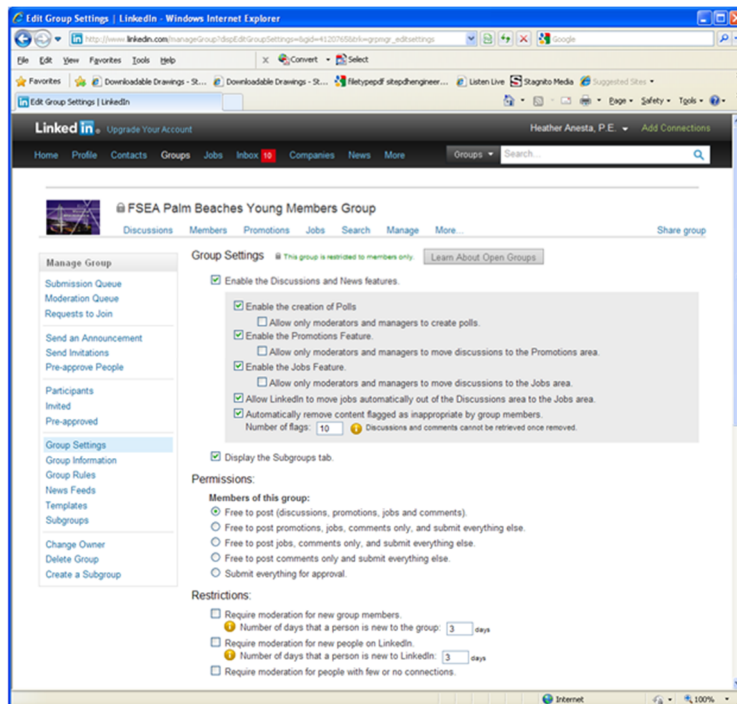 Edit Group Settings | LinkedIn - Windows Internet Explorer
http://www.linkedin.com/manageGroup?dispEditGroupSettings=&gid=4120765&trk=grpmgr_editsettings
Google
File Edit View Favorites Tools Help
x Convert Select
Favorites Downloadable Drawings - St... Downloadable Drawings - St... filetypepdf sitepdhengineer... Listen Live Stagnito Media Suggested Sites
Edit Group Settings | LinkedIn
Page Safety Tools
Linked in Upgrade Your Account
Heather Anesta, P.E. Add Connections
Home Profile Contacts Groups Jobs Inbox 10 Companies News More
Groups Search...
FSEA Palm Beaches Young Members Group
Discussions Members Promotions Jobs Search Manage More... Share group
Manage Group
Submission Queue
Moderation Queue
Requests to Join
Send an Announcement
Send Invitations
Pre-approve People
Participants
Invited
Pre-approved
Group Settings
Group Information
Group Rules
News Feeds
Templates
Subgroups
Change Owner
Delete Group
Create a Subgroup
Group Settings This group is restricted to members only. Learn About Open Groups
Enable the Discussions and News features.
Enable the creation of Polls
Allow only moderators and managers to create polls.
Enable the Promotions Feature.
Allow only moderators and managers to move discussions to the Promotions area.
Enable the Jobs Feature.
Allow only moderators and managers to move discussions to the Jobs area.
Allow LinkedIn to move jobs automatically out of the Discussions area to the Jobs area.
Automatically remove content flagged as inappropriate by group members.
Number of flags: 10 Discussions and comments cannot be retrieved once removed.
Display the Subgroups tab.
Permissions:
Members of this group:
Free to post (discussions, promotions, jobs and comments).
Free to post promotions, jobs, comments only, and submit everything else.
Free to post jobs, comments only, and submit everything else.
Free to post comments only and submit everything else.
Submit everything for approval.
Restrictions:
Require moderation for new group members.
Number of days that a person is new to the group: 3 days
Require moderation for new people on LinkedIn.
Number of days that a person is new to LinkedIn: 3 days
Require moderation for people with few or no connections.
Internet 100%